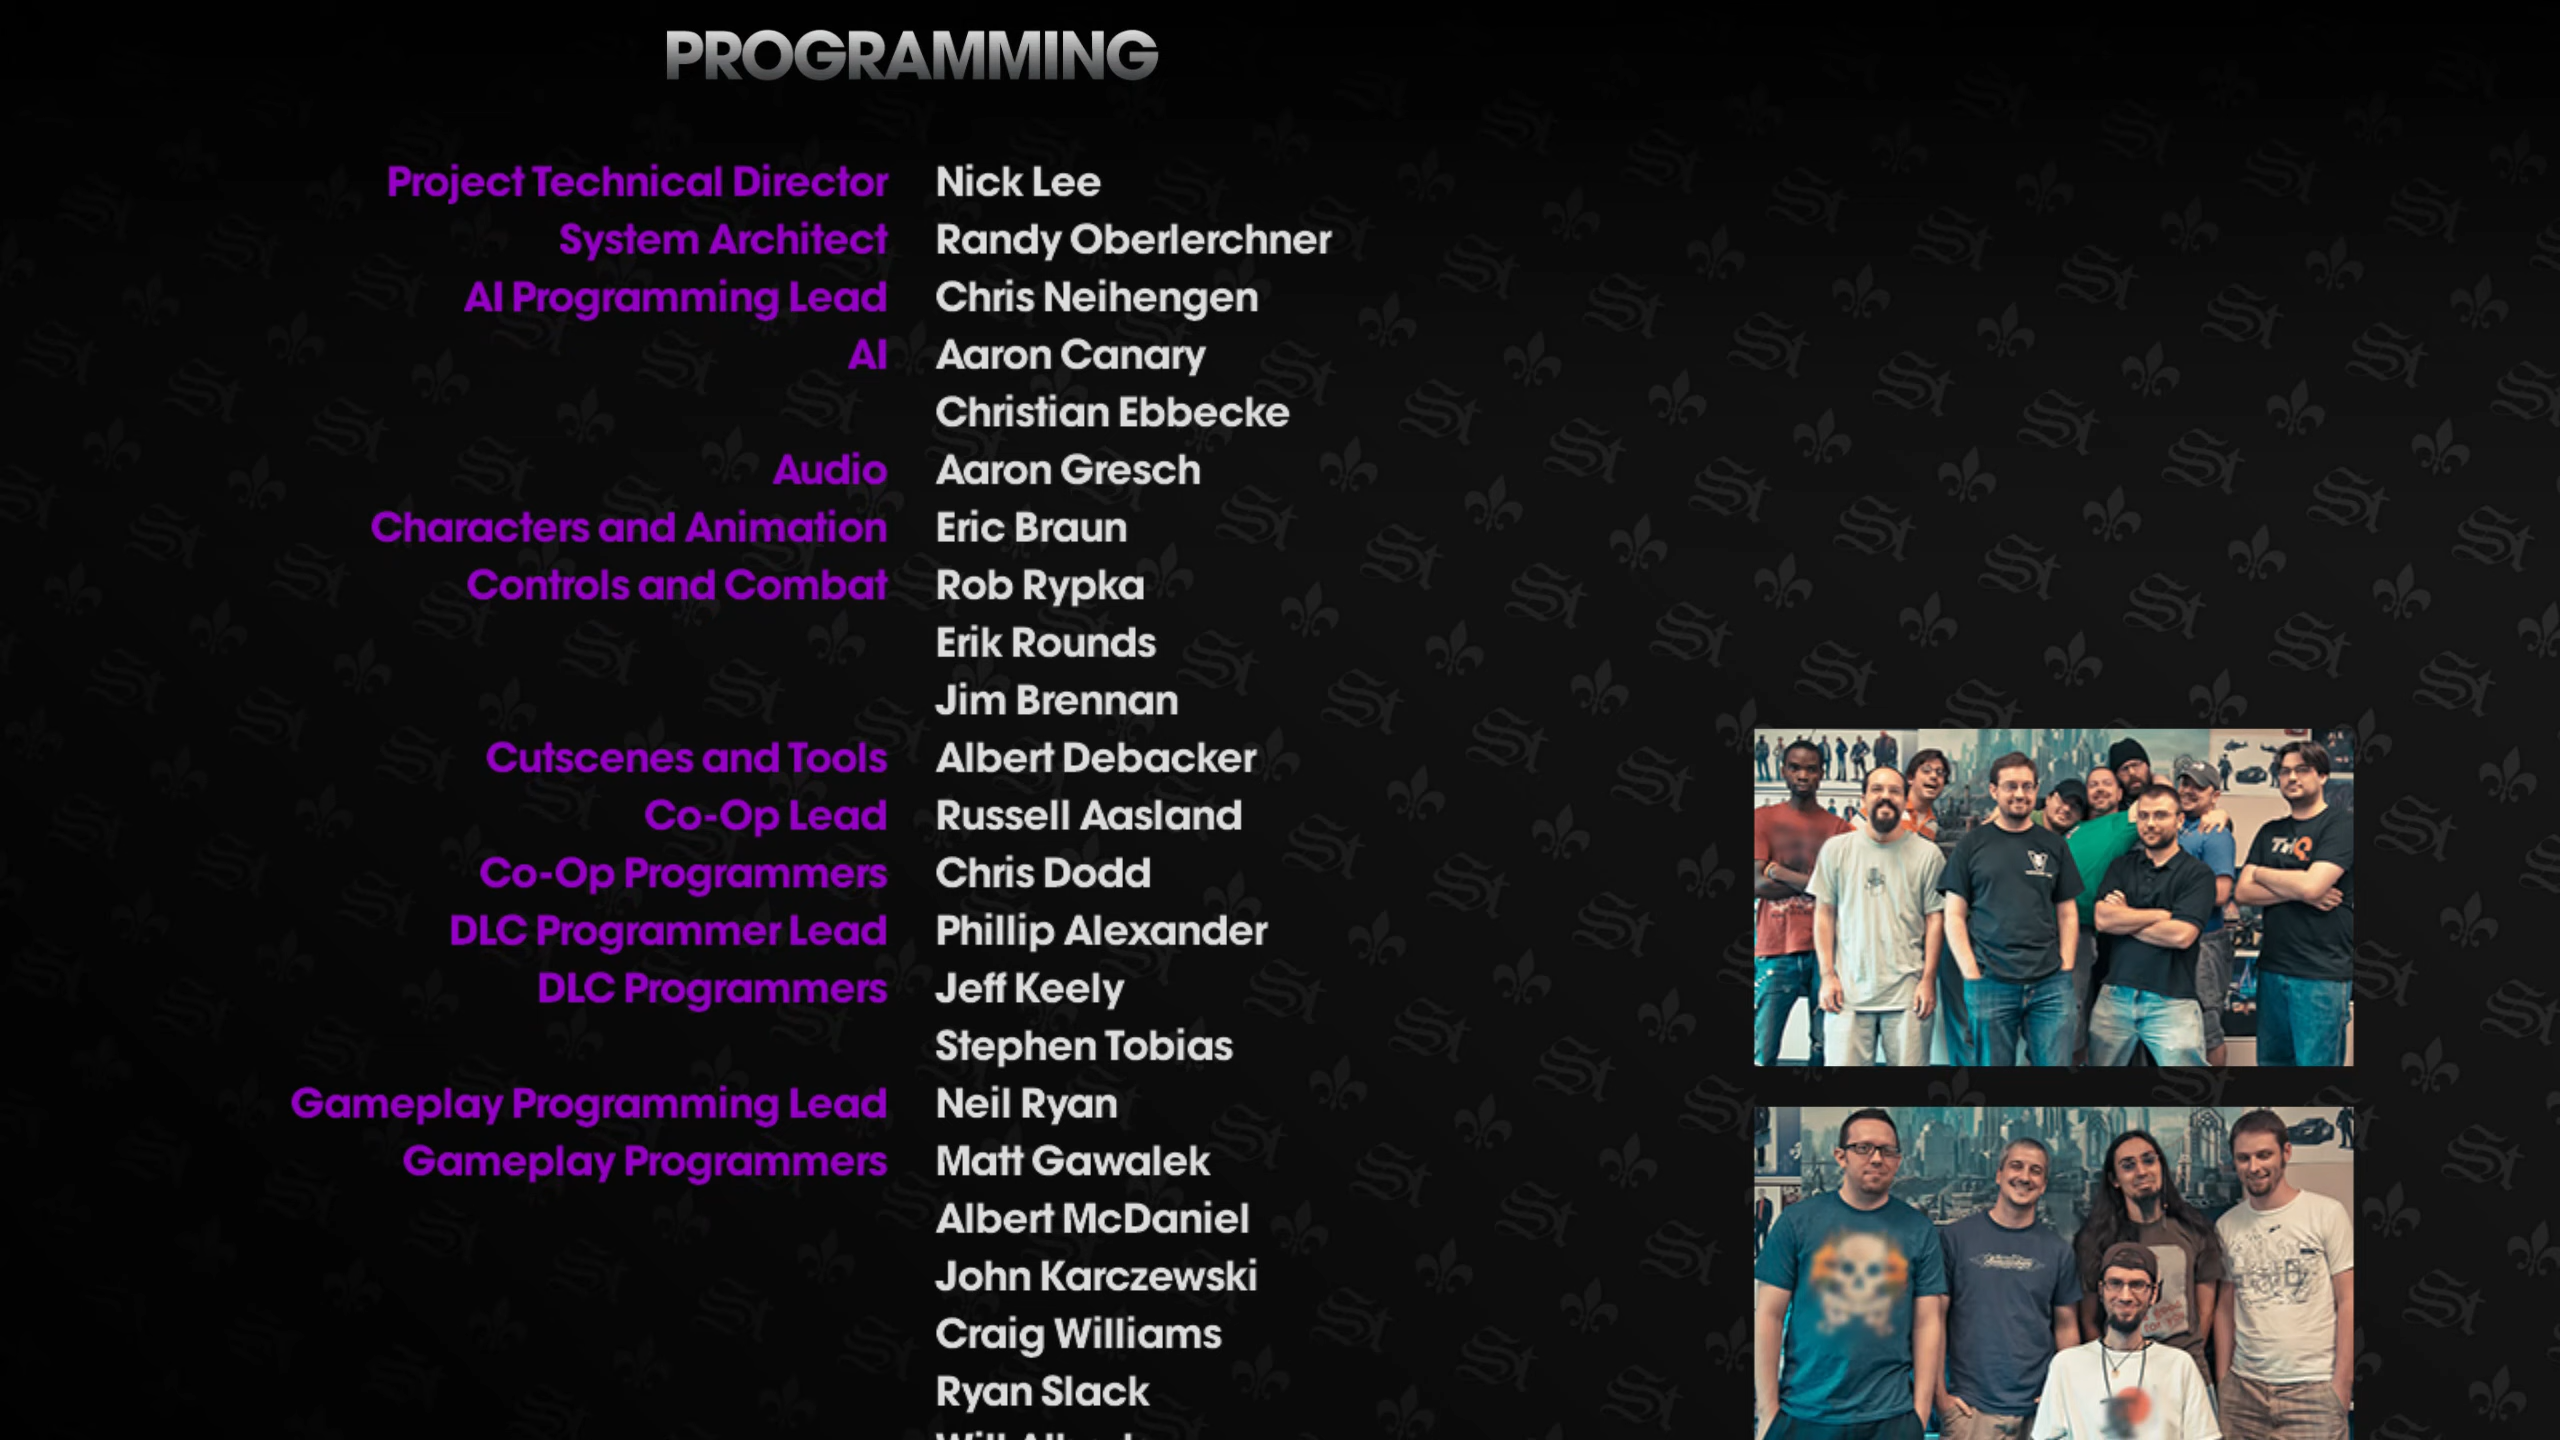 PROGRAMMING
Project Technical Director Nick Lee
System Architect Randy Oberlerchner
AI Programming Lead Chris Neihengen
AI Aaron Canary
Christian Ebbecke
Audio Aaron Gresch
Characters and Animation Eric Braun
Controls and Combat Rob Rypka
Erik Rounds
Jim Brennan
Cutscenes and Tools Albert Debacker
Co-Op Lead Russell Aasland
Co-Op Programmers Chris Dodd
DLC Programmer Lead Phillip Alexander
DLC Programmers Jeff Keely
Stephen Tobias
Gameplay Programming Lead Neil Ryan
Gameplay Programmers Matt Gawalek
Albert McDaniel
John Karczewski
Craig Williams
Ryan Slack
THQ